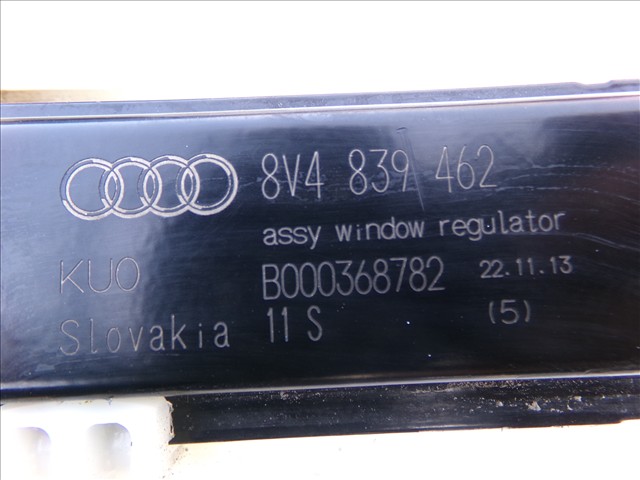 8V4 839 462
assy window regulator
KUO B000368782 22.11.13
Slovakia 11 S (5)